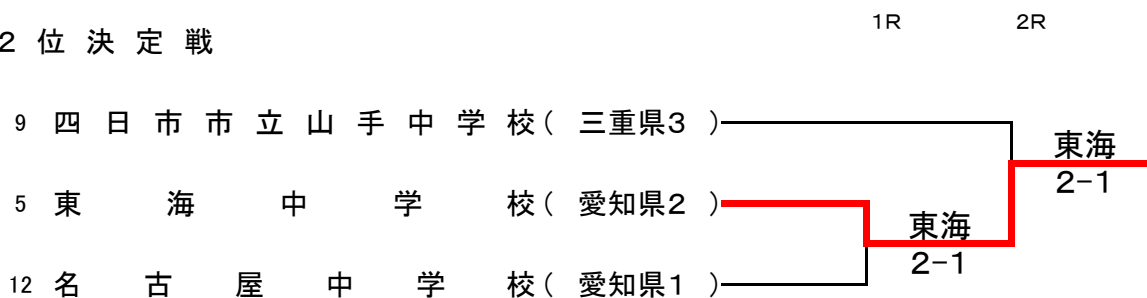 1R 2R
2位決定戦
9 四日市市立山手中学校( 三重県3 )
東海
2-1
5 東海中学校( 愛知県2 )
東海
2-1
12 名古屋中学校( 愛知県1 )